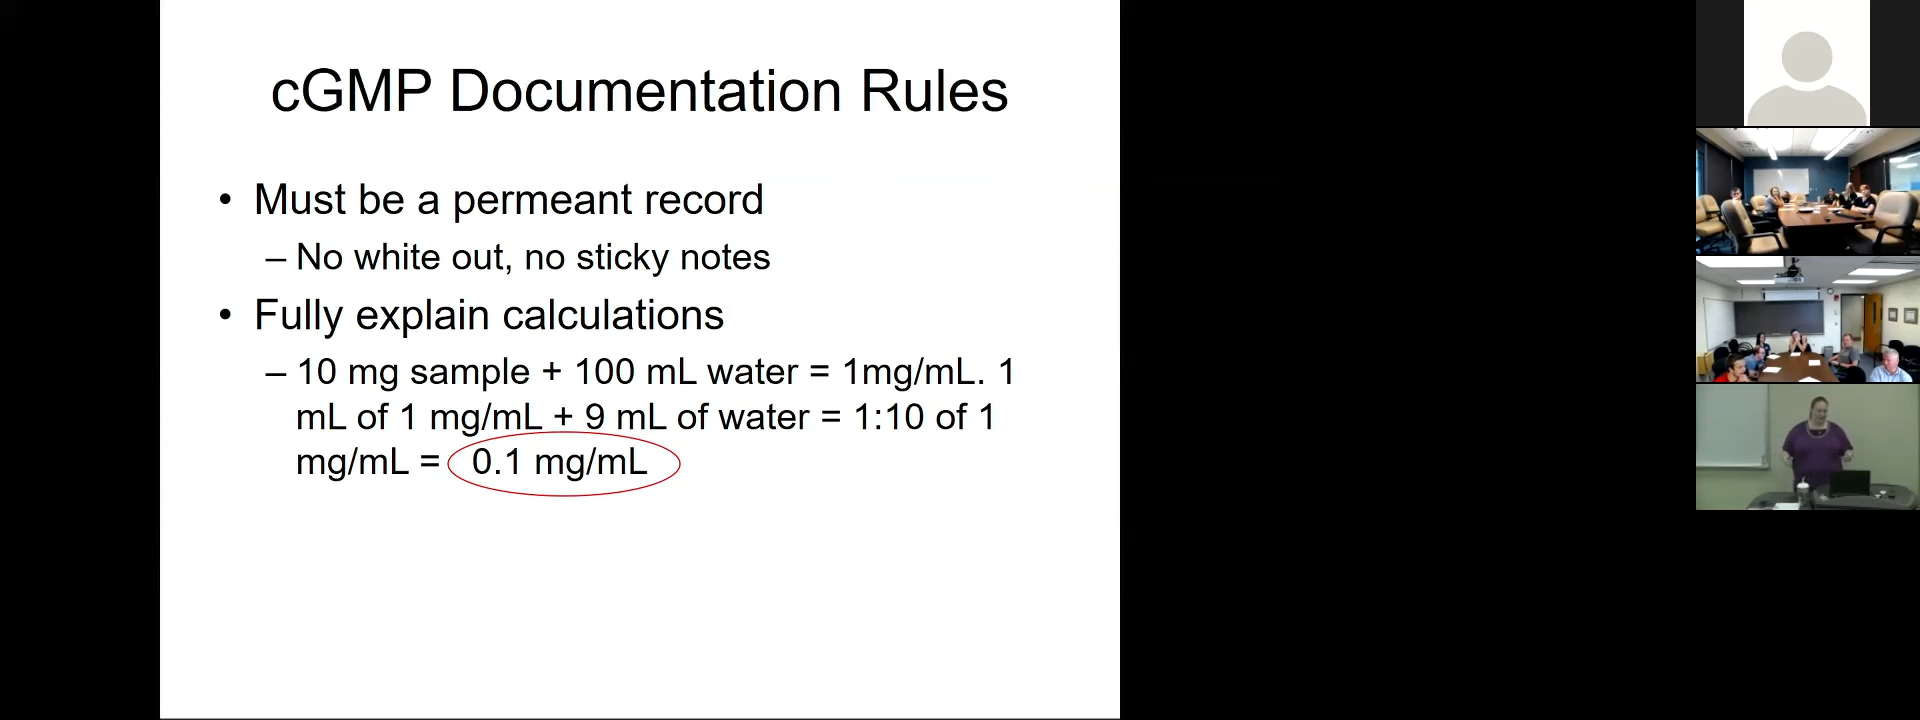 cGMP Documentation Rules
• Must be a permeant record
– No white out, no sticky notes
• Fully explain calculations
– 10 mg sample + 100 mL water = 1mg/mL. 1
mL of 1 mg/mL + 9 mL of water = 1:10 of 1
mg/mL = 0.1 mg/mL